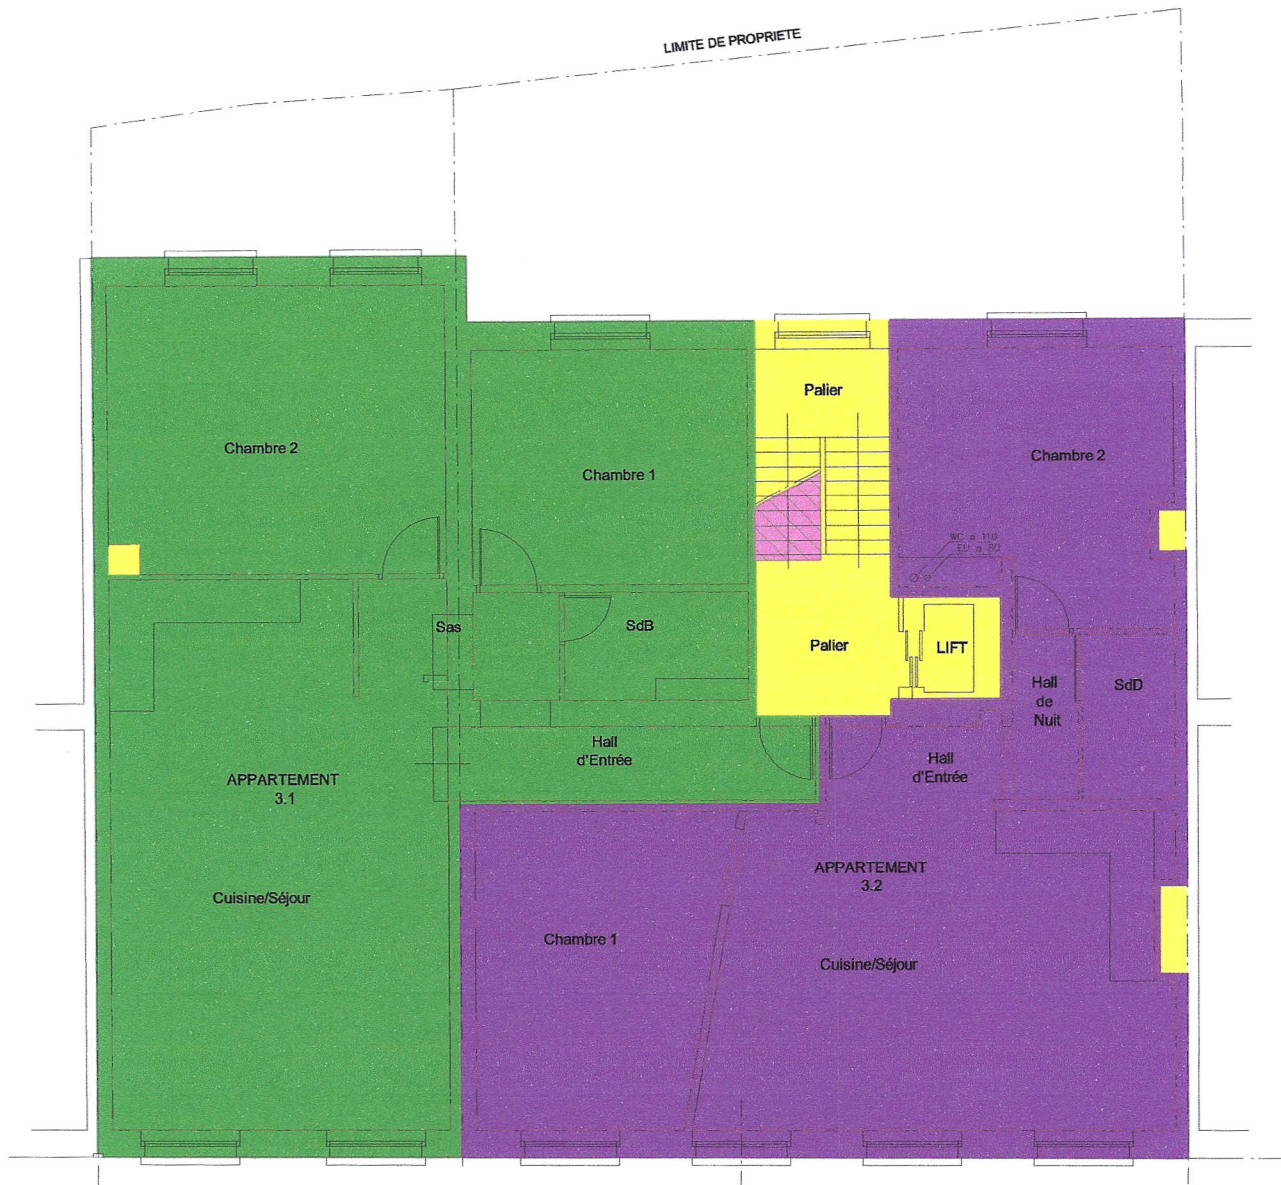 LIMITE DE PROPRIETE
Palier
Chambre 2
Chambre 1
Chambre 2
WC ø 110
EU ø 80
Sas
SdB
Palier
LIFT
Hall
de
Nuit
SdD
Hall
d'Entrée
Hall
d'Entrée
APPARTEMENT
3.1
APPARTEMENT
3.2
Cuisine/Séjour
Chambre 1
Cuisine/Séjour